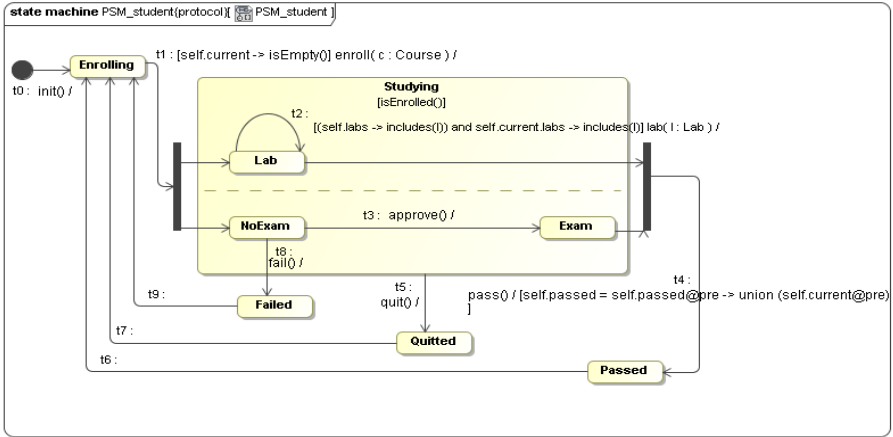 state machine PSM_student(protocol)[ PSM_student ]
t1 : [self.current -> isEmpty()] enroll( c : Course ) /
Enrolling
t0 : init() /
Studying
[isEnrolled()]
t2 :
[(self.labs -> includes(l)) and self.current.labs -> includes(l)] lab( l : Lab ) /
Lab
t3 : approve() /
NoExam
Exam
t8 :
fail() /
t4 :
t5 :
quit() /
pass() / [self.passed = self.passed@pre -> union (self.current@pre)
]
t9 :
Failed
t7 :
Quitted
t6 :
Passed